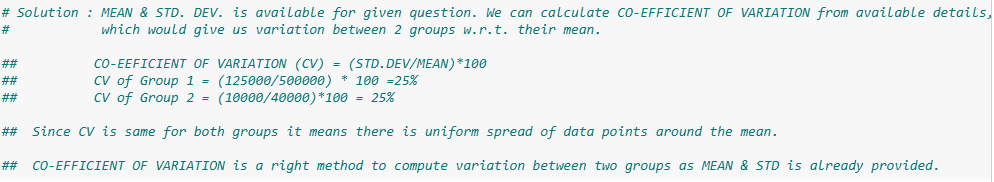 # Solution : MEAN & STD. DEV. is available for given question. We can calculate CO-EFFICIENT OF VARIATION from available details,
# which would give us variation between 2 groups w.r.t. their mean.
## CO-EEFICIENT OF VARIATION (CV) = (STD.DEV/MEAN)*100
## CV of Group 1 = (125000/500000) * 100 =25%
## CV of Group 2 = (10000/40000)*100 = 25%
## Since CV is same for both groups it means there is uniform spread of data points around the mean.
## CO-EFFICIENT OF VARIATION is a right method to compute variation between two groups as MEAN & STD is already provided.